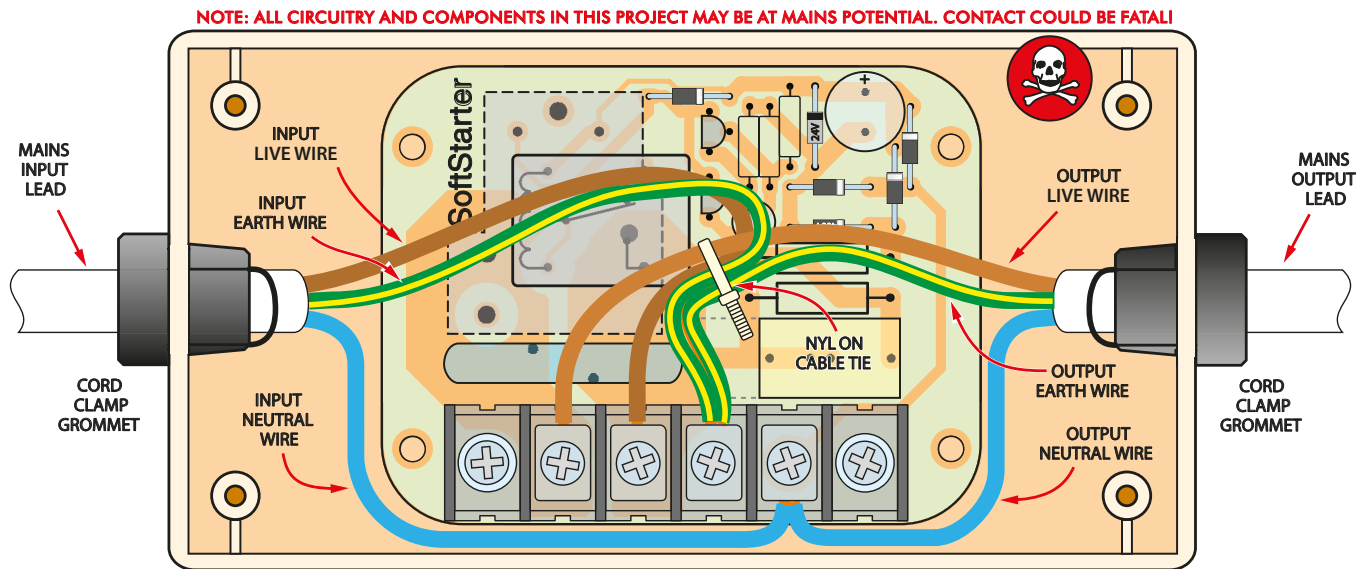 NOTE: ALL CIRCUITRY AND COMPONENTS IN THIS PROJECT MAY BE AT MAINS POTENTIAL. CONTACT COULD BE FATAL!
MAINS
INPUT
LEAD
INPUT
LIVE WIRE
INPUT
EARTH WIRE
SoftStarter
+
24V
OUTPUT
LIVE WIRE
MAINS
OUTPUT
LEAD
NYLON
CABLE TIE
CORD
CLAMP
GROMMET
INPUT
NEUTRAL
WIRE
OUTPUT
EARTH WIRE
OUTPUT
NEUTRAL WIRE
CORD
CLAMP
GROMMET